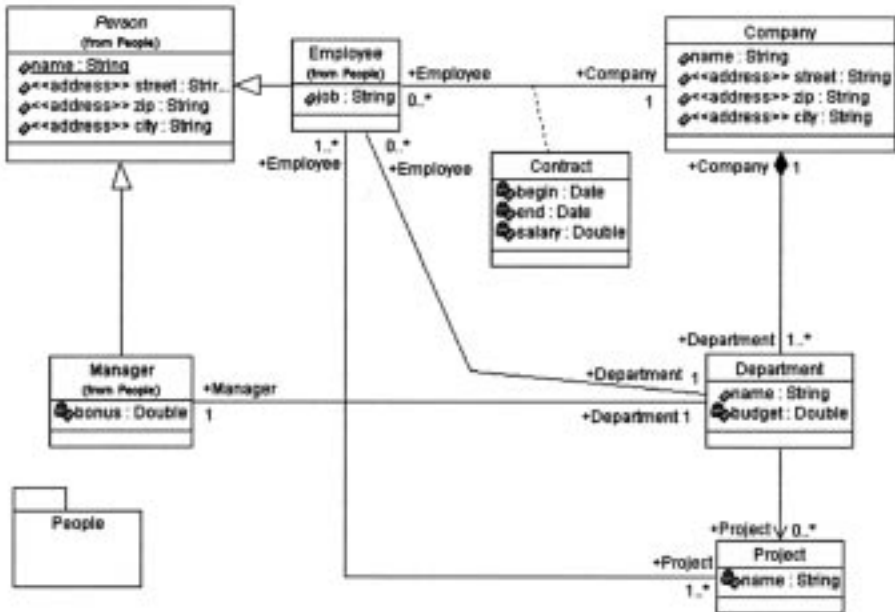 Person
(from People)
name : String
<<address>> street : Strir...
<<address>> zip : String
<<address>> city : String
Employee
(from People)
job : String
+Employee
0..*
+Company
1
Company
name : String
<<address>> street : String
<<address>> zip : String
<<address>> city : String
1..*
+Employee
0..*
+Employee
Contract
begin : Date
end : Date
salary : Double
+Company
1
+Department
1..*
Manager
(from People)
bonus : Double
+Manager
1
+Department
1
+Department
1
Department
name : String
budget : Double
People
+Project
0..*
+Project
1..*
Project
name : String